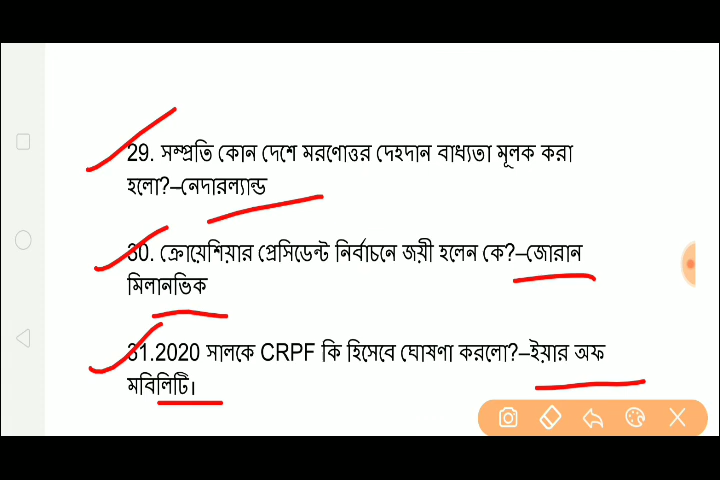 29. সম্প্রতি কোন দেশে মরণোত্তর দেহদান বাধ্যতা মূলক করা
হলো?–নেদারল্যান্ড
30. ক্রোয়েশিয়ার প্রেসিডেন্ট নির্বাচনে জয়ী হলেন কে?–জোরান
মিলানভিক
31.2020 সালকে CRPF কি হিসেবে ঘোষণা করলো?–ইয়ার অফ
মবিলিটি।